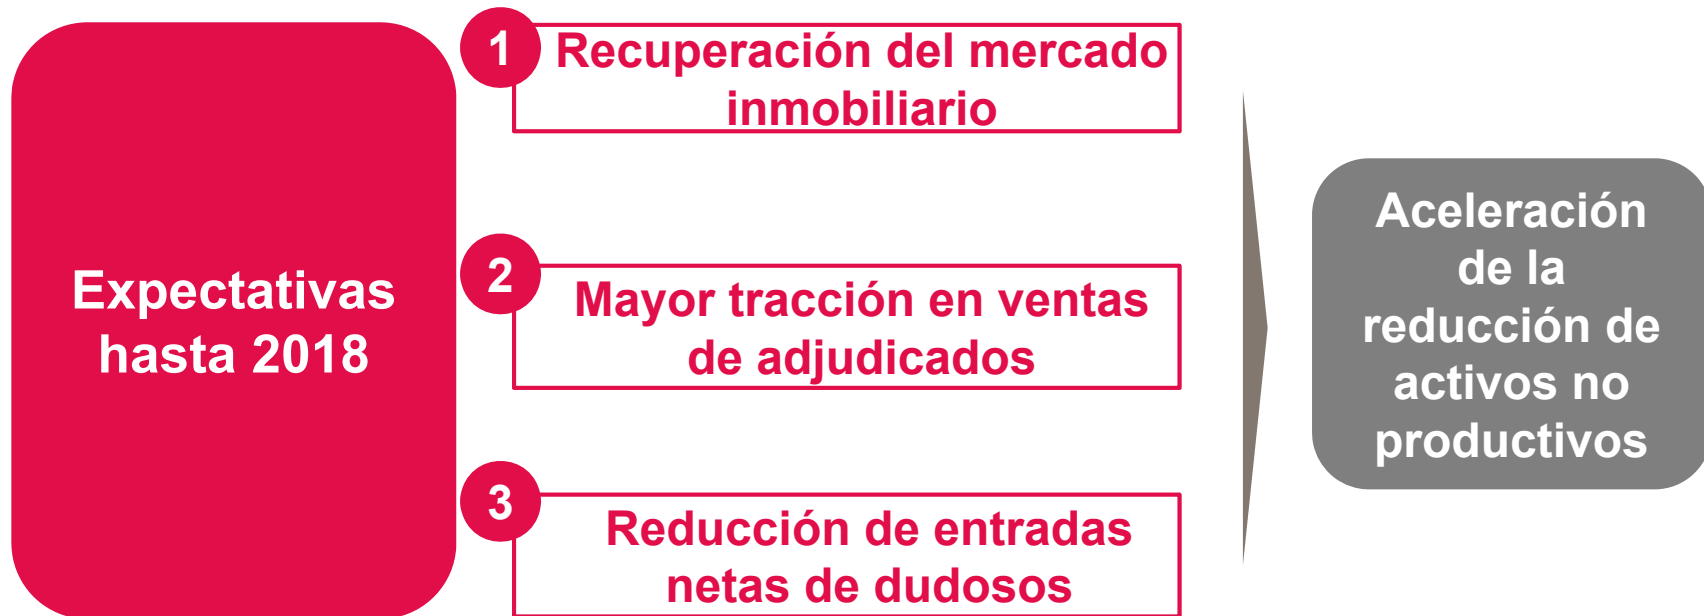 Expectativas
hasta 2018
1
Recuperación del mercado
inmobiliario
2
Mayor tracción en ventas
de adjudicados
3
Reducción de entradas
netas de dudosos
Aceleración
de la
reducción de
activos no
productivos